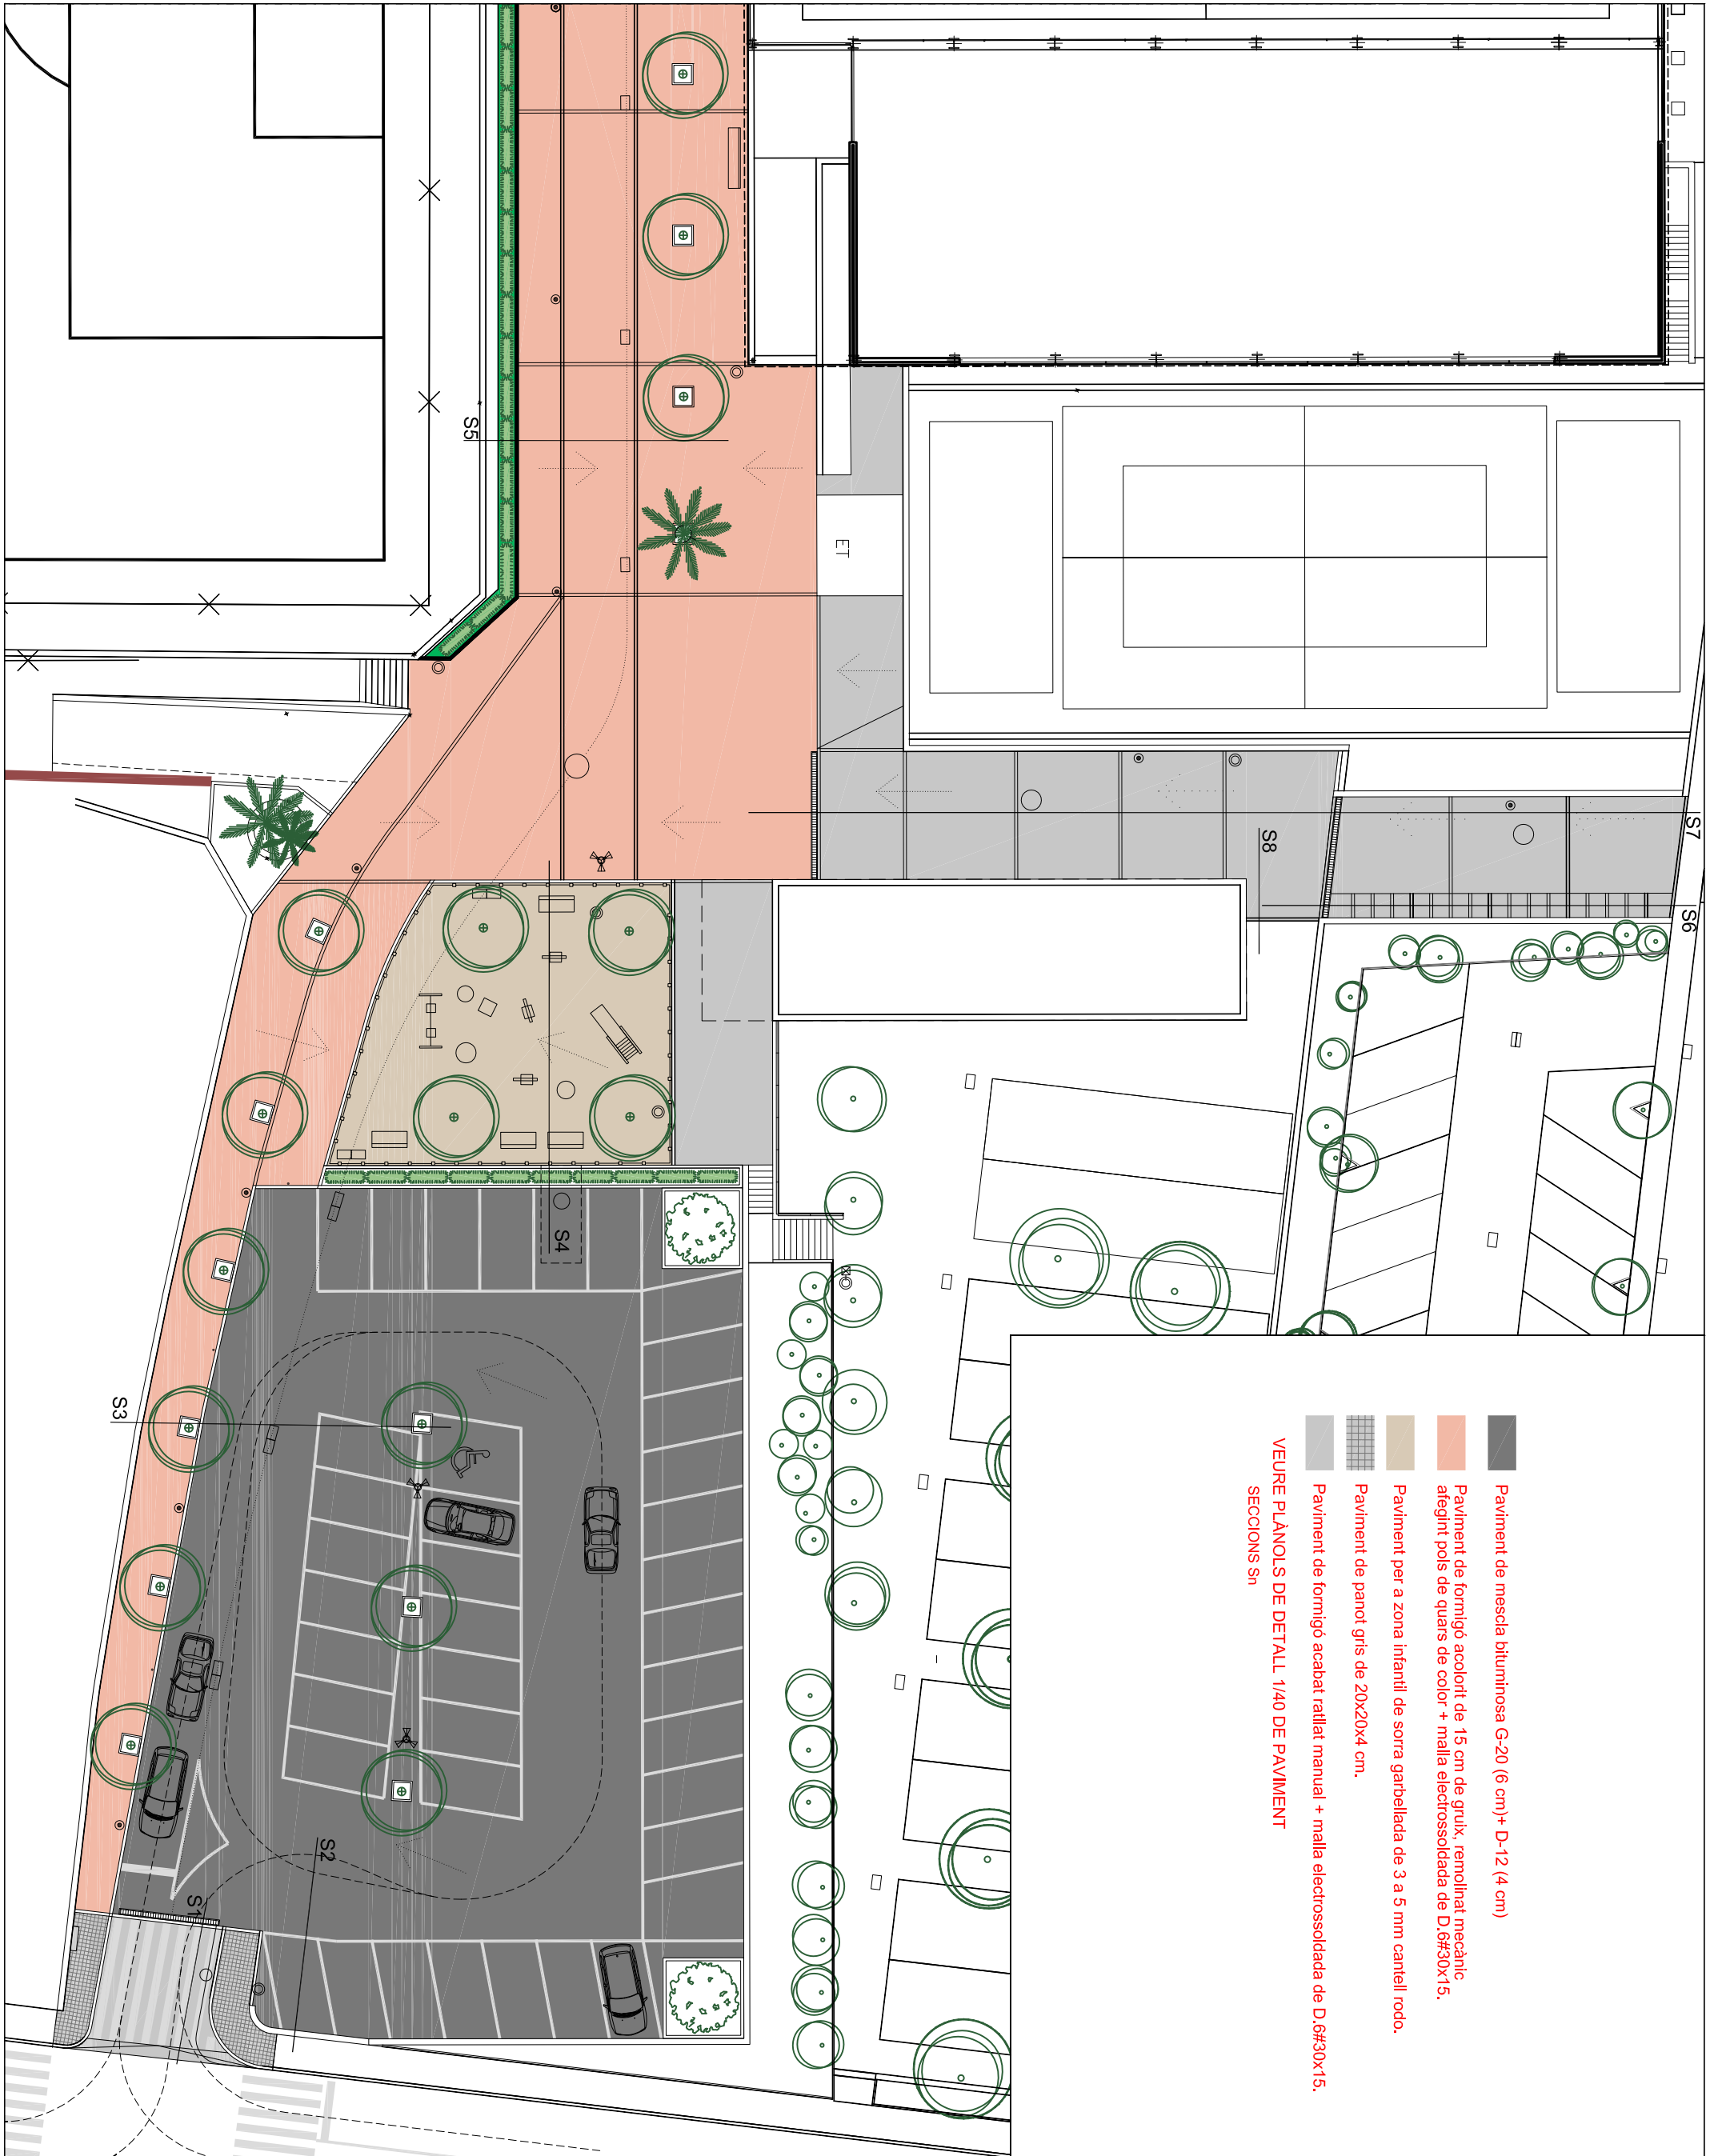 Paviment de mescla bituminosa G-20 (6 cm)+ D-12 (4 cm)
Paviment de formigó acolorit de 15 cm de gruix, remolinat mecànic
afegint pols de quars de color + malla electrossoldada de D.6#30x15.
Paviment per a zona infantil de sorra garbellada de 3 a 5 mm cantell rodo.
Paviment de panot gris de 20x20x4 cm.
Paviment de formigó acabat ratllat manual + malla electrossoldada de D.6#30x15.
VEURE PLÀNOLS DE DETALL 1/40 DE PAVIMENT
SECCIONS Sn
S7
S6
S8
ET
S5
S4
S3
S2
S1